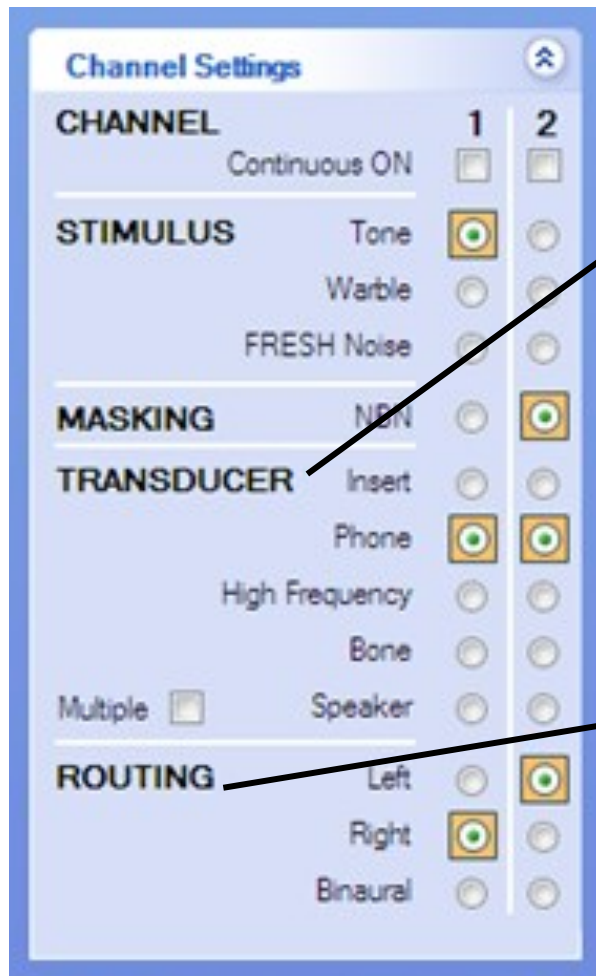 Channel Settings
CHANNEL 1 2
Continuous ON
STIMULUS Tone
Warble
FRESH Noise
MASKING NBN
TRANSDUCER Insert
Phone
High Frequency
Bone
Multiple Speaker
ROUTING Left
Right
Binaural